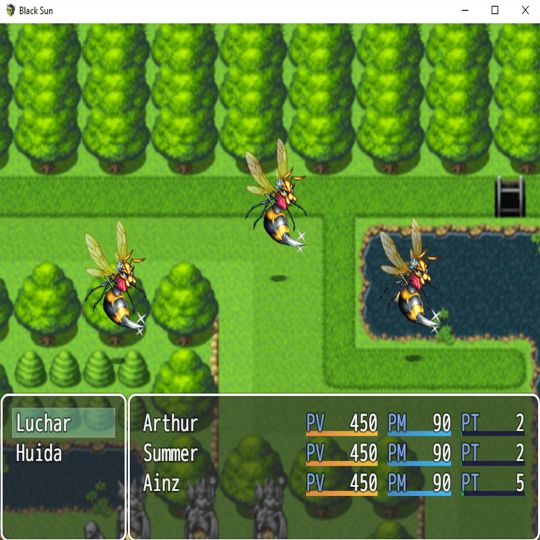 Black Sun
Luchar
Huida
Arthur PV 450 PM 90 PT 2
Summer PV 450 PM 90 PT 2
Ainz PV 450 PM 90 PT 5